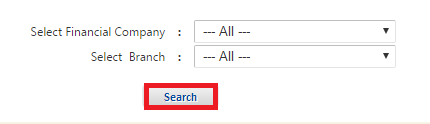 Select Financial Company : --- All ---
Select Branch : --- All ---
Search